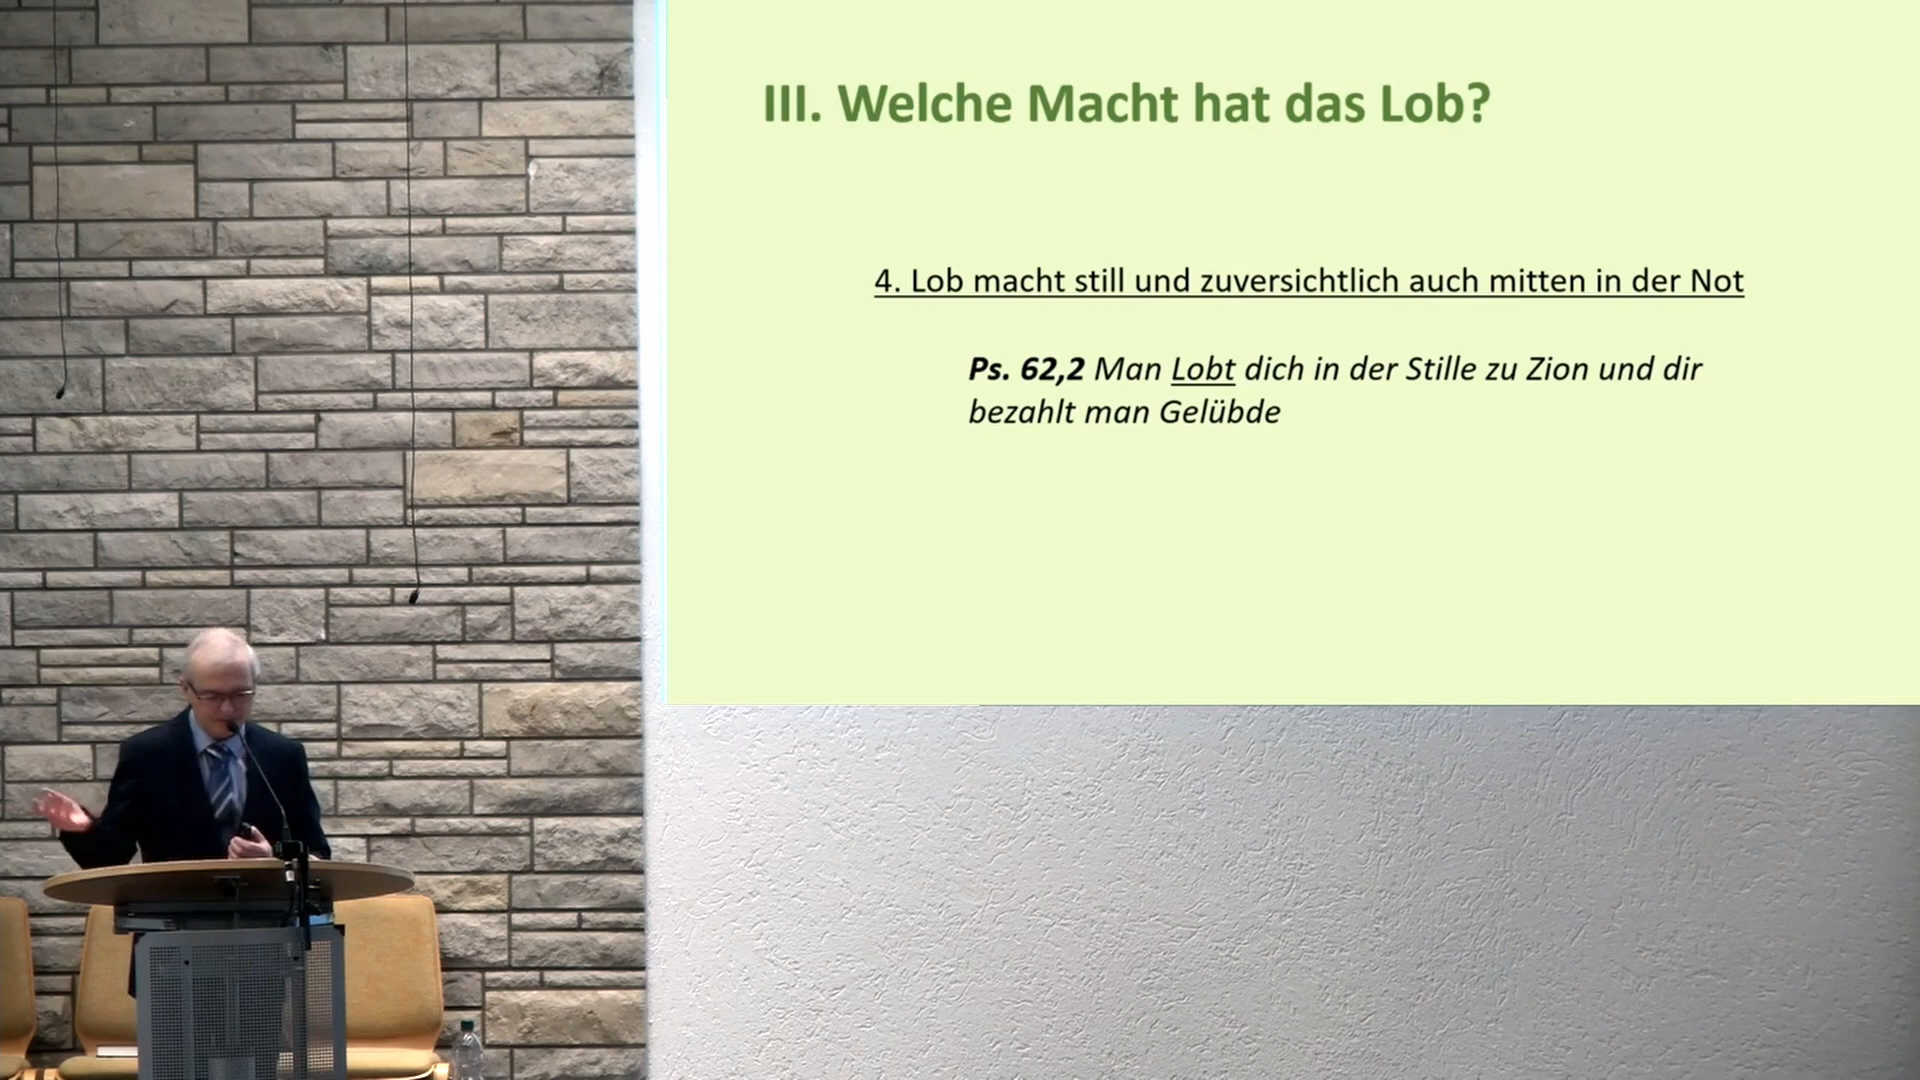 III. Welche Macht hat das Lob?
4. Lob macht still und zuversichtlich auch mitten in der Not
Ps. 62,2 Man Lobt dich in der Stille zu Zion und dir
bezahlt man Gelübde